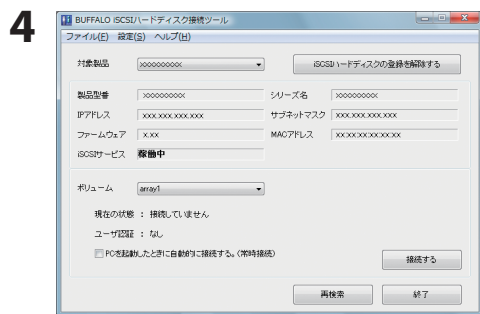 4
BUFFALO iSCSIハードディスク接続ツール
ファイル(F) 設定(S) ヘルプ(H)
対象製品 xxxxxxxxxx iSCSIハードディスクの登録を解除する
製品型番 xxxxxxxxxx シリーズ名 xxxxxxxxxx
IPアドレス xxx.xxx.xxx.xxx サブネットマスク xxx.xxx.xxx.xxx
ファームウェア x.xx MACアドレス xx:xx:xx:xx:xx:xx
iSCSIサービス 稼働中
ボリューム array1
現在の状態 : 接続していません
ユーザ認証 : なし
PCを起動したときに自動的に接続する。(常時接続)
接続する
再検索 終了